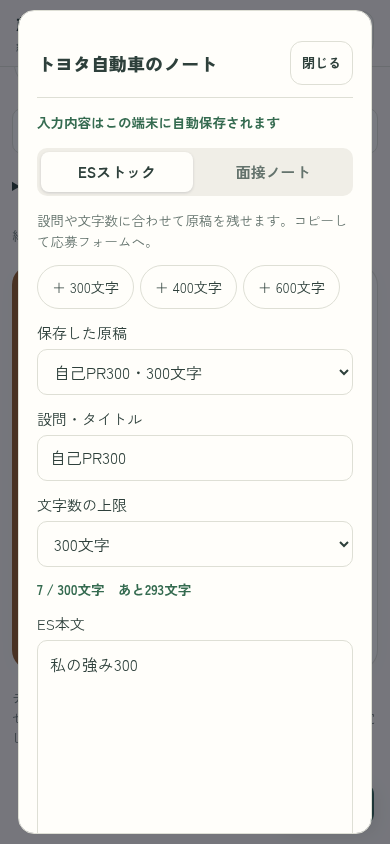 トヨタ自動車のノート
閉じる
入力内容はこの端末に自動保存されます
ESストック
面接ノート
設問や文字数に合わせて原稿を残せます。コピーし
て応募フォームへ。
＋ 300文字
＋ 400文字
＋ 600文字
保存した原稿
自己PR300・300文字
設問・タイトル
自己PR300
文字数の上限
300文字
7 / 300文字　あと293文字
ES本文
私の強み300